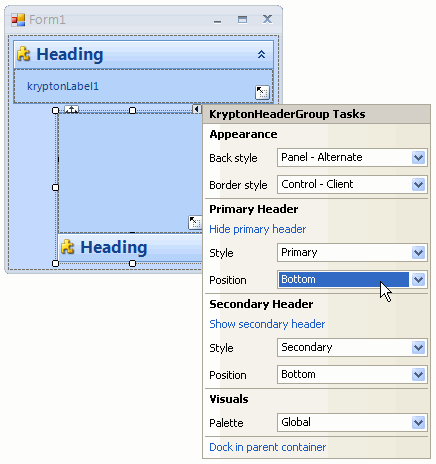 Form1
Heading
kryptonLabel1
Heading
KryptonHeaderGroup Tasks
Appearance
Back style Panel - Alternate
Border style Control - Client
Primary Header
Hide primary header
Style Primary
Position Bottom
Secondary Header
Show secondary header
Style Secondary
Position Bottom
Visuals
Palette Global
Dock in parent container